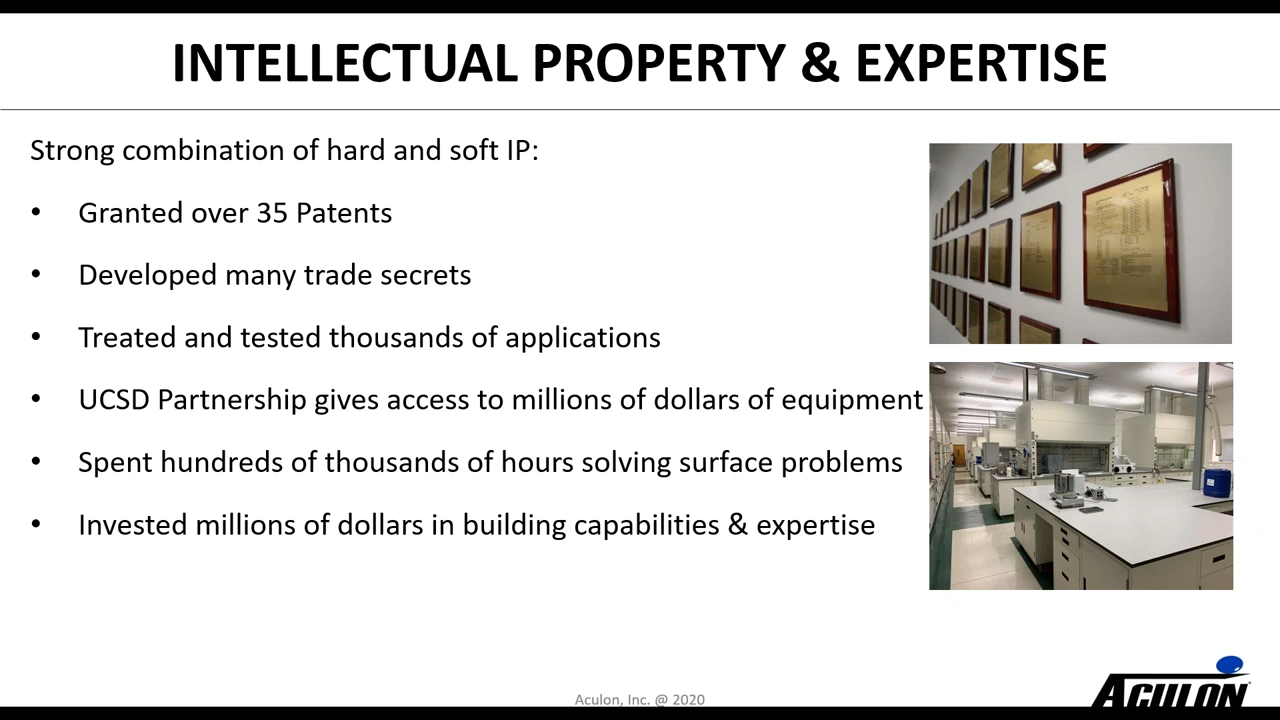 INTELLECTUAL PROPERTY & EXPERTISE
Strong combination of hard and soft IP:
• Granted over 35 Patents
• Developed many trade secrets
• Treated and tested thousands of applications
• UCSD Partnership gives access to millions of dollars of equipment
• Spent hundreds of thousands of hours solving surface problems
• Invested millions of dollars in building capabilities & expertise
Aculon, Inc. @ 2020
ACULON